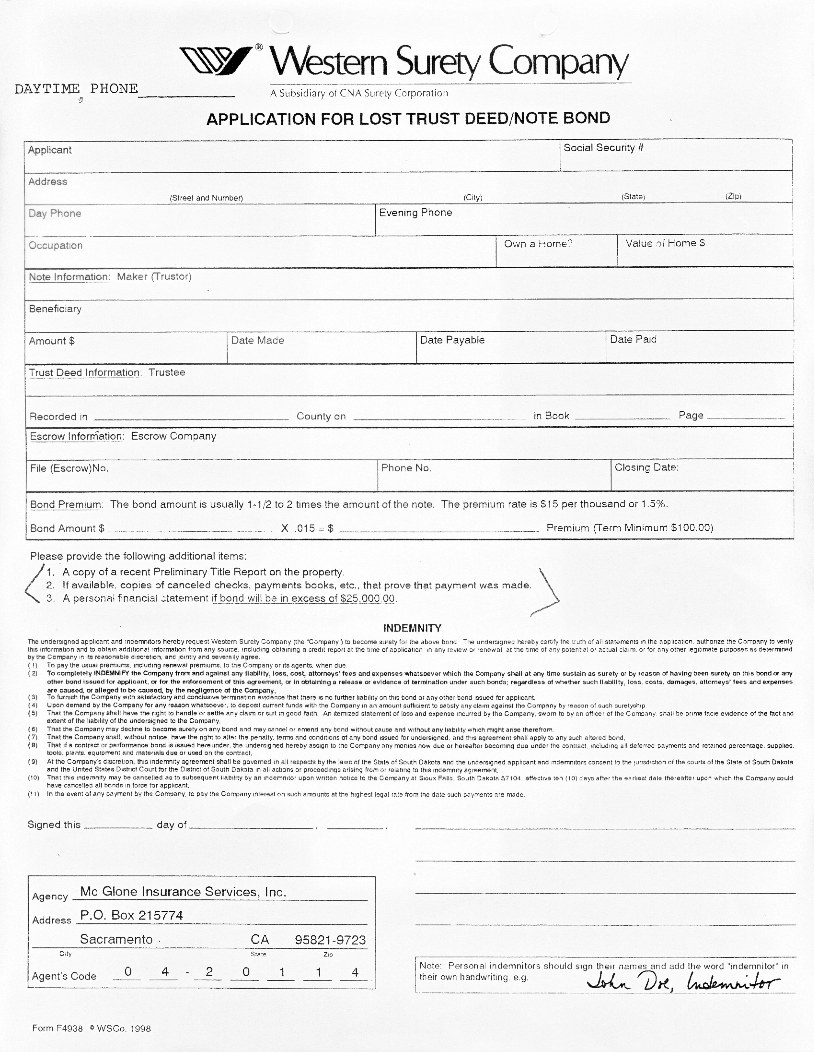 ® Western Surety Company
DAYTIME PHONE__________
A Subsidiary of CNA Surety Corporation
APPLICATION FOR LOST TRUST DEED/NOTE BOND
Applicant Social Security #
Address
(Street and Number) (City) (State) (Zip)
Day Phone Evening Phone
Occupation Own a Home? Value of Home $
Note Information: Maker (Trustor)
Beneficiary
Amount $ Date Made Date Payable Date Paid
Trust Deed Information: Trustee
Recorded in __________ County on __________ in Book __________ Page __________
Escrow Information: Escrow Company
File (Escrow)No. Phone No. Closing Date:
Bond Premium: The bond amount is usually 1-1/2 to 2 times the amount of the note. The premium rate is $15 per thousand or 1.5%.
Bond Amount $ __________ X .015 = $ __________ Premium (Term Minimum $100.00)
Please provide the following additional items:
1. A copy of a recent Preliminary Title Report on the property.
2. If available, copies of canceled checks, payments books, etc., that prove that payment was made.
3. A personal financial statement if bond will be in excess of $25,000.00.
INDEMNITY
The undersigned applicant and indemnitors hereby request Western Surety Company (the "Company") to become surety for the above bond. The undersigned hereby certify the truth of all statements in the application, authorize the Company to verify
this information and to obtain additional information from any source, including obtaining a credit report at the time of application, in any review or renewal, at the time of any potential or actual claim, or for any other legitimate purposes as determined
by the Company in its reasonable discretion, and jointly and severally agree:
(1) To pay the usual premiums, including renewal premiums, to the Company or its agents, when due.
(2) To completely INDEMNIFY the Company from and against any liability, loss, cost, attorneys' fees and expenses whatsoever which the Company shall at any time sustain as surety or by reason of having been surety on this bond or any
other bond issued for applicant, or for the enforcement of this agreement, or in obtaining a release or evidence of termination under such bonds; regardless of whether such liability, loss, costs, damages, attorneys' fees and expenses
are caused, or alleged to be caused, by the negligence of the Company.
(3) To furnish the Company with satisfactory and conclusive termination evidence that there is no further liability on this bond or any other bond issued for applicant.
(4) Upon demand by the Company for any reason whatsoever, to deposit current funds with the Company in an amount sufficient to satisfy any claim against the Company by reason of such suretyship.
(5) That the Company shall have the right to handle or settle any claim or suit in good faith. An itemized statement of loss and expense incurred by the Company, sworn to by an officer of the Company, shall be prima facie evidence of the fact and
extent of the liability of the undersigned to the Company.
(6) That the Company may decline to become surety on any bond and may cancel or amend any bond without cause and without any liability which might arise therefrom.
(7) That the Company shall, without notice, have the right to alter the penalty, terms and conditions of any bond issued for undersigned, and this agreement shall apply to any such altered bond.
(8) That if a contract or performance bond is issued hereunder, the undersigned hereby assign to the Company any monies now due or hereafter becoming due under the contract, including all deferred payments and retained percentage, supplies,
tools, plants, equipment and materials due or used on the contract.
(9) At the Company's discretion, this indemnity agreement shall be governed in all respects by the laws of the State of South Dakota and the undersigned applicant and indemnitors consent to the jurisdiction of the courts of the State of South Dakota
and the United States District Court for the District of South Dakota in all actions or proceedings arising from or relating to this indemnity agreement.
(10) That this indemnity may be cancelled as to subsequent liability by an indemnitor upon written notice to the Company at Sioux Falls, South Dakota 57104, effective ten (10) days after the earliest date thereafter upon which the Company could
have cancelled all bonds in force for applicant.
(11) In the event of any payment by the Company, to pay the Company interest on such amounts at the highest legal rate from the date such payments are made.
Signed this __________ day of __________ , __________
Agency Mc Glone Insurance Services, Inc.
Address P.O. Box 215774
Sacramento CA 95821-9723
City State Zip
Agent's Code 0 4 - 2 0 1 1 4
Note: Personal indemnitors should sign their names and add the word "indemnitor" in
their own handwriting, e.g. John Doe, Indemnitor
Form F4938 © WSCo. 1998